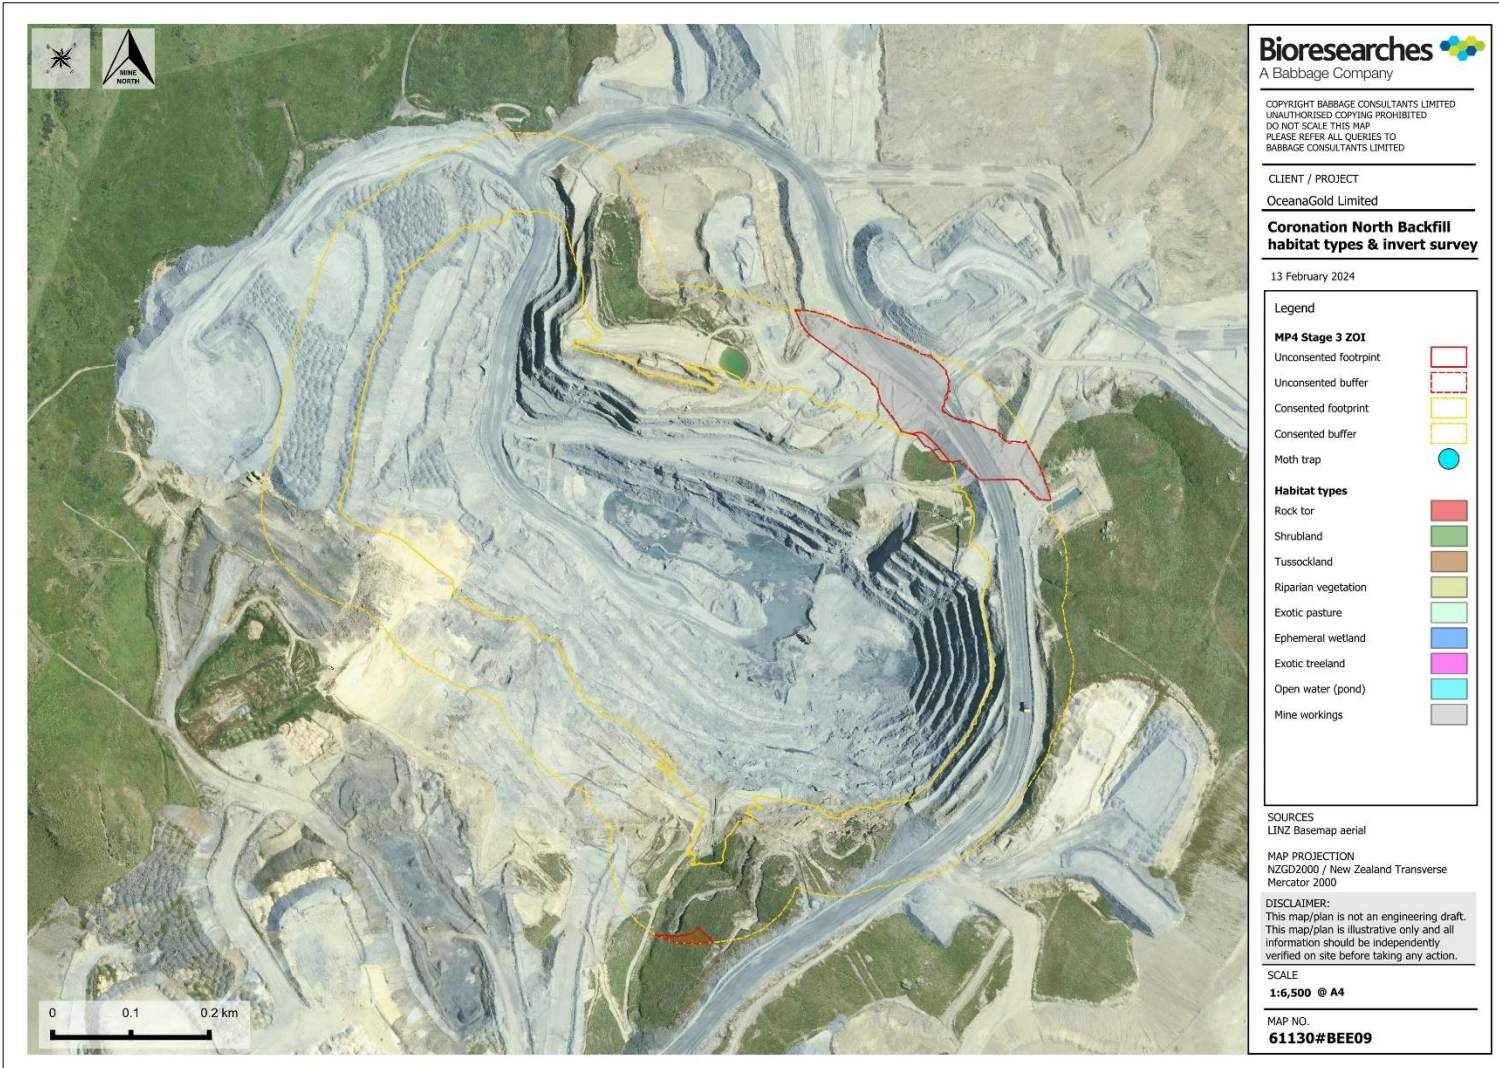 MINE
NORTH
0 0.1 0.2 km
Bioresearches
A Babbage Company
COPYRIGHT BABBAGE CONSULTANTS LIMITED
UNAUTHORISED COPYING PROHIBITED
DO NOT SCALE THIS MAP
PLEASE REFER ALL QUERIES TO
BABBAGE CONSULTANTS LIMITED
CLIENT / PROJECT
OceanaGold Limited
Coronation North Backfill
habitat types & invert survey
13 February 2024
Legend
MP4 Stage 3 ZOI
Unconsented footrpint
Unconsented buffer
Consented footprint
Consented buffer
Moth trap
Habitat types
Rock tor
Shrubland
Tussockland
Riparian vegetation
Exotic pasture
Ephemeral wetland
Exotic treeland
Open water (pond)
Mine workings
SOURCES
LINZ Basemap aerial
MAP PROJECTION
NZGD2000 / New Zealand Transverse
Mercator 2000
DISCLAIMER:
This map/plan is not an engineering draft.
This map/plan is illustrative only and all
information should be independently
verified on site before taking any action.
SCALE
1:6,500 @ A4
MAP NO.
61130#BEE09